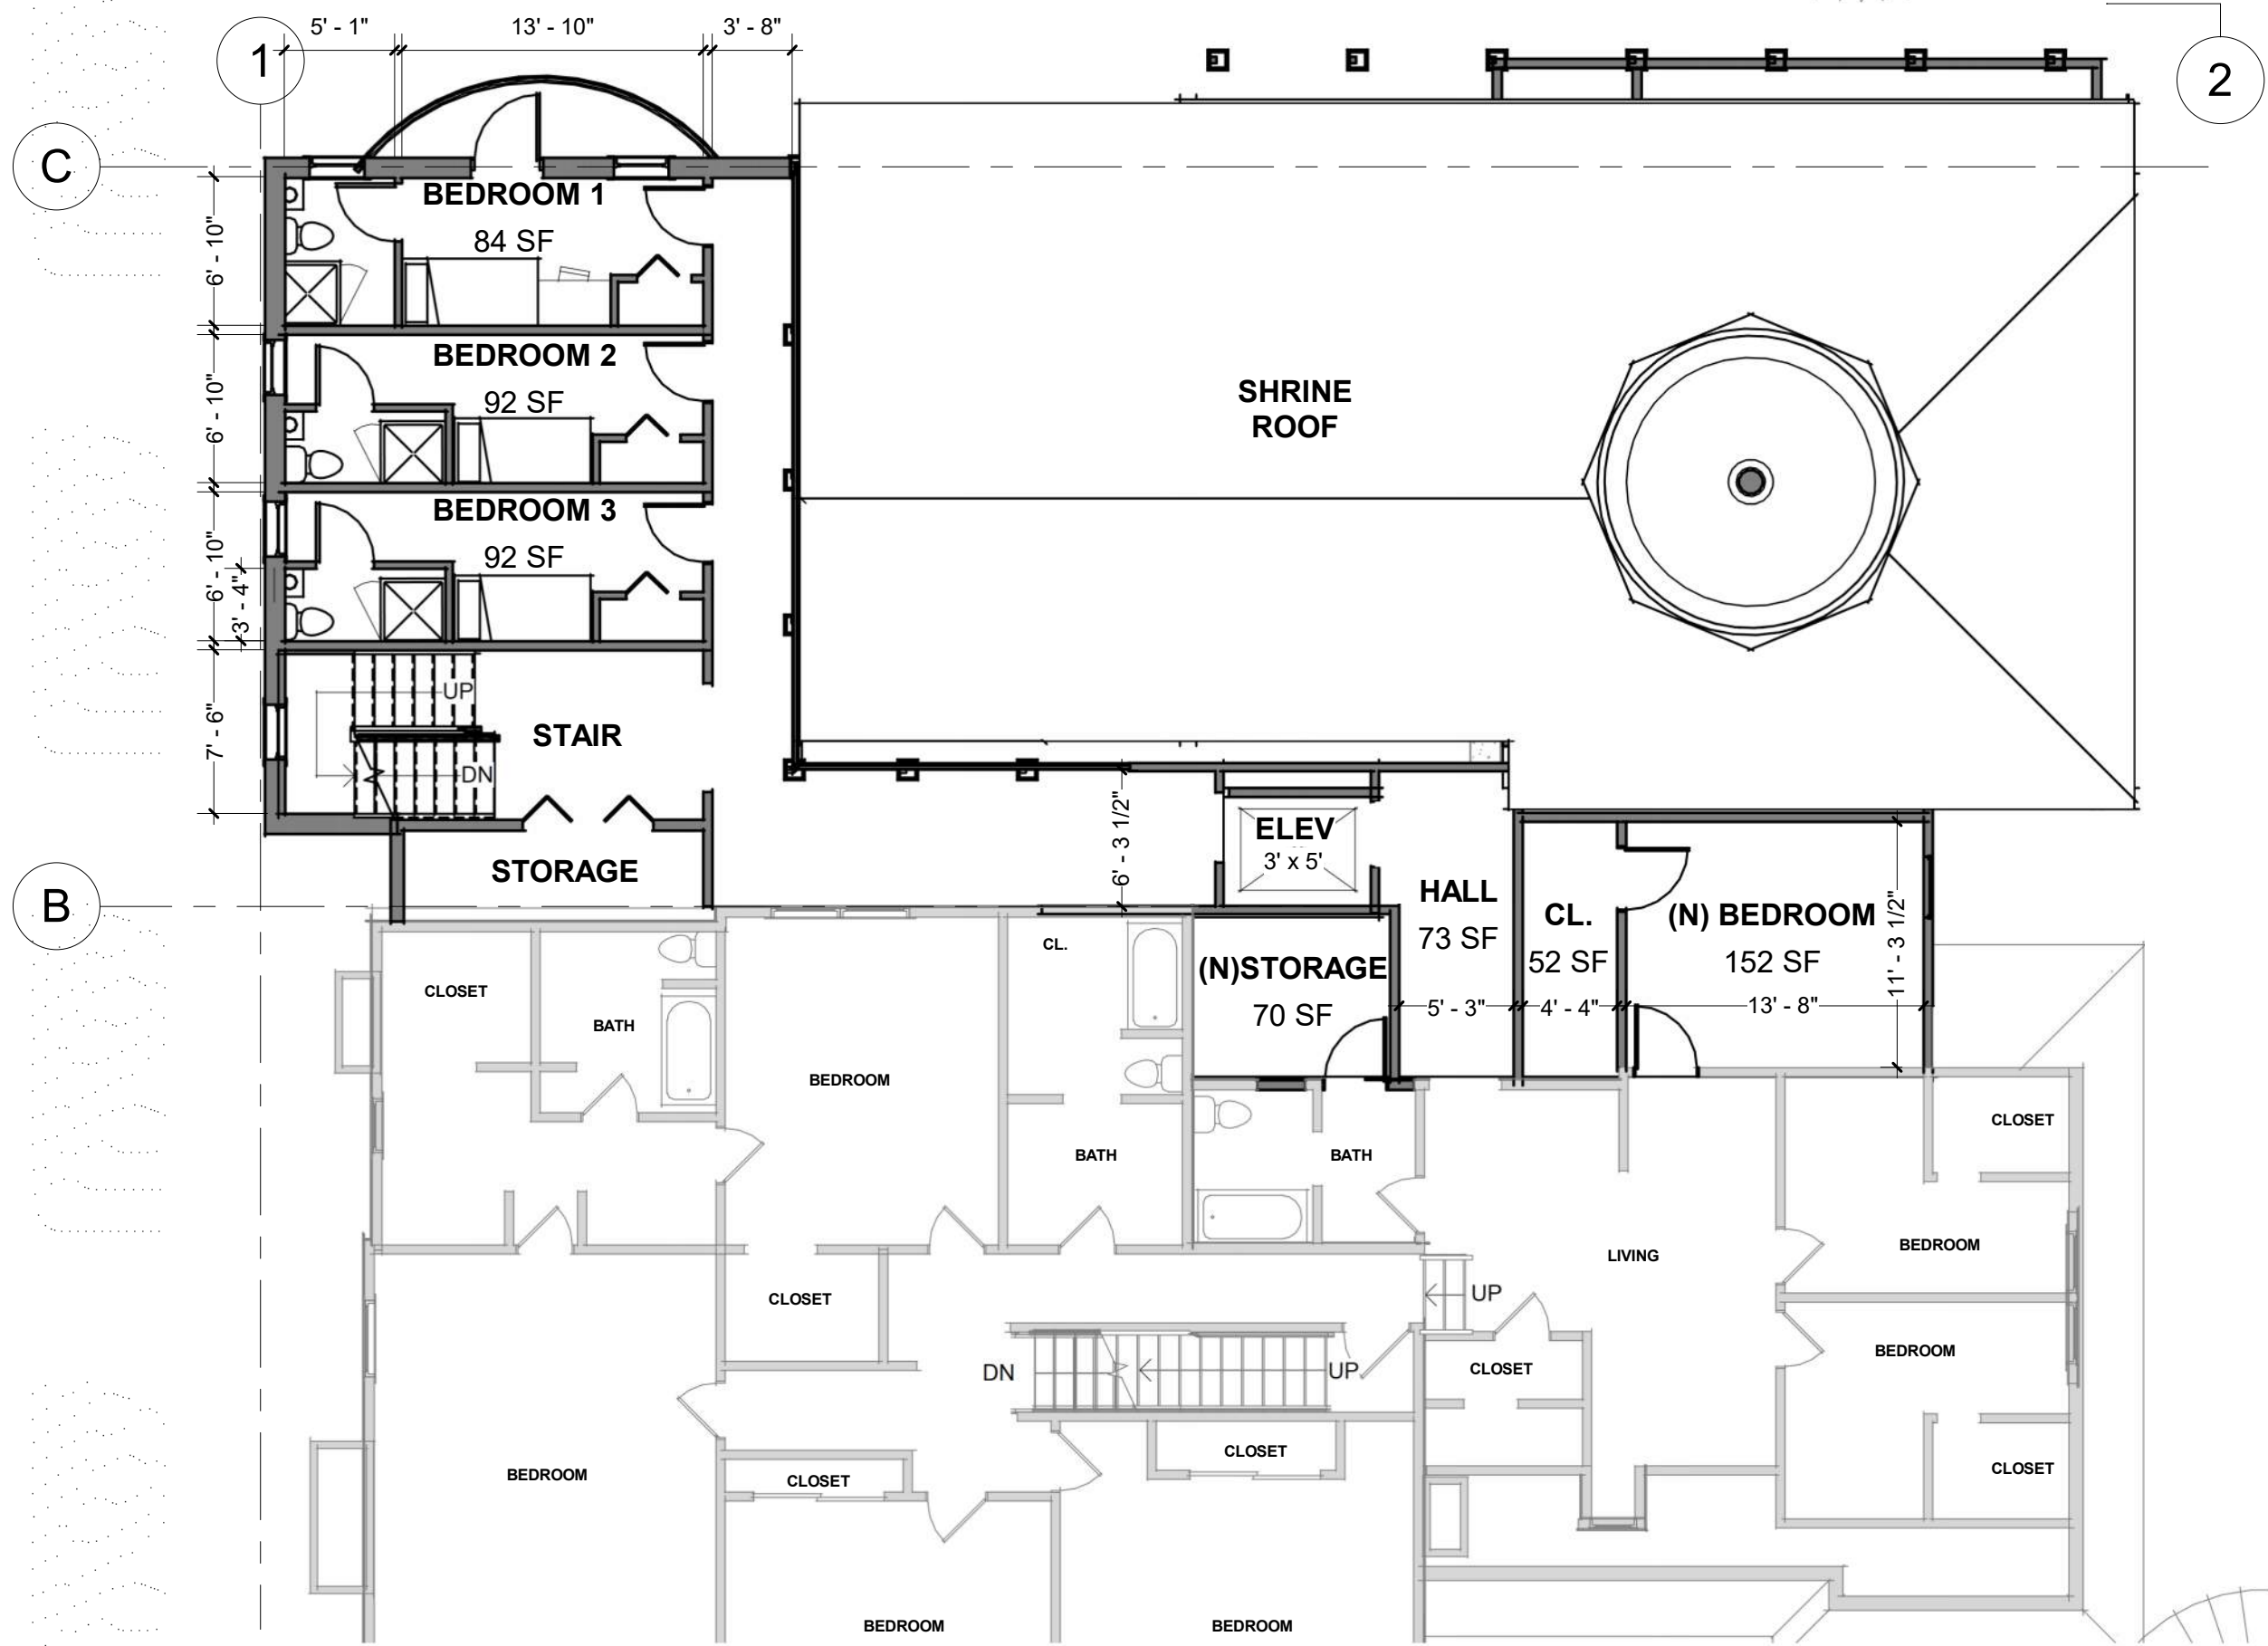 5' - 1"
13' - 10"
3' - 8"
1
2
C
BEDROOM 1
84 SF
6' - 10"
BEDROOM 2
92 SF
6' - 10"
SHRINE
ROOF
BEDROOM 3
92 SF
6' - 10"
3' - 4"
UP
STAIR
7' - 6"
DN
6' - 3 1/2"
ELEV
3' x 5'
STORAGE
HALL
73 SF
B
CL.
52 SF
(N) BEDROOM
152 SF
11' - 3 1/2"
CL.
(N)STORAGE
70 SF
5' - 3"
4' - 4"
13' - 8"
CLOSET
BATH
BEDROOM
CLOSET
BATH
BATH
BEDROOM
LIVING
CLOSET
UP
DN
UP
CLOSET
BEDROOM
CLOSET
CLOSET
BEDROOM
CLOSET
BEDROOM
BEDROOM